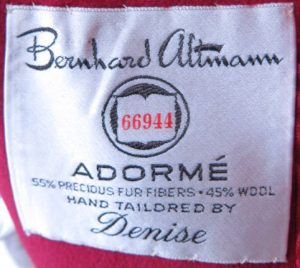 Bernhard Altmann
66944
ADORMÉ
55% PRECIOUS FUR FIBERS • 45% WOOL
HAND TAILORED BY
Denise